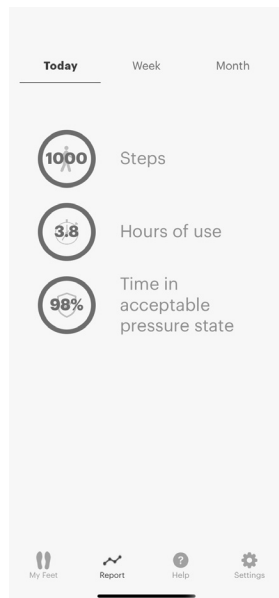 Today Week Month
1000 Steps
3.8 Hours of use
98% Time in
acceptable
pressure state
My Feet Report Help Settings